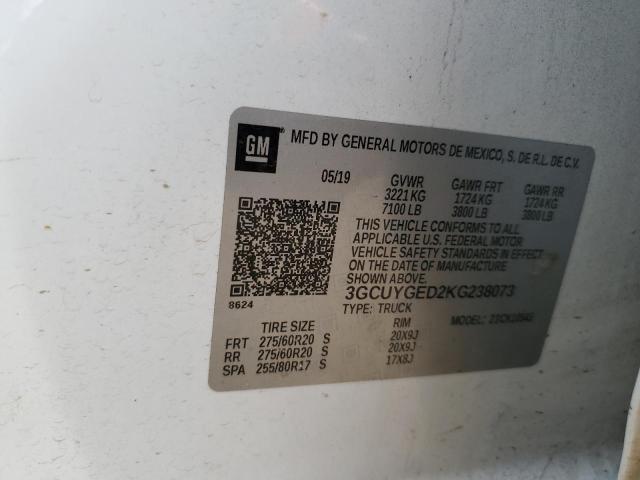 GM
®
MFD BY GENERAL MOTORS DE MEXICO, S. DE R.L. DE C.V.
05/19 GVWR GAWR FRT GAWR RR
3221 KG 1724 KG 1724 KG
7100 LB 3800 LB 3800 LB
THIS VEHICLE CONFORMS TO ALL
APPLICABLE U.S. FEDERAL MOTOR
VEHICLE SAFETY STANDARDS IN EFFECT
ON THE DATE OF MANUFACTURE SHOWN
ABOVE.
3GCUYGED2KG238073
8624
TYPE: TRUCK MODEL:
TIRE SIZE RIM
FRT 275/60R20 S 20X9J
RR 275/60R20 S 20X9J
SPA 255/80R17 S 17X8J